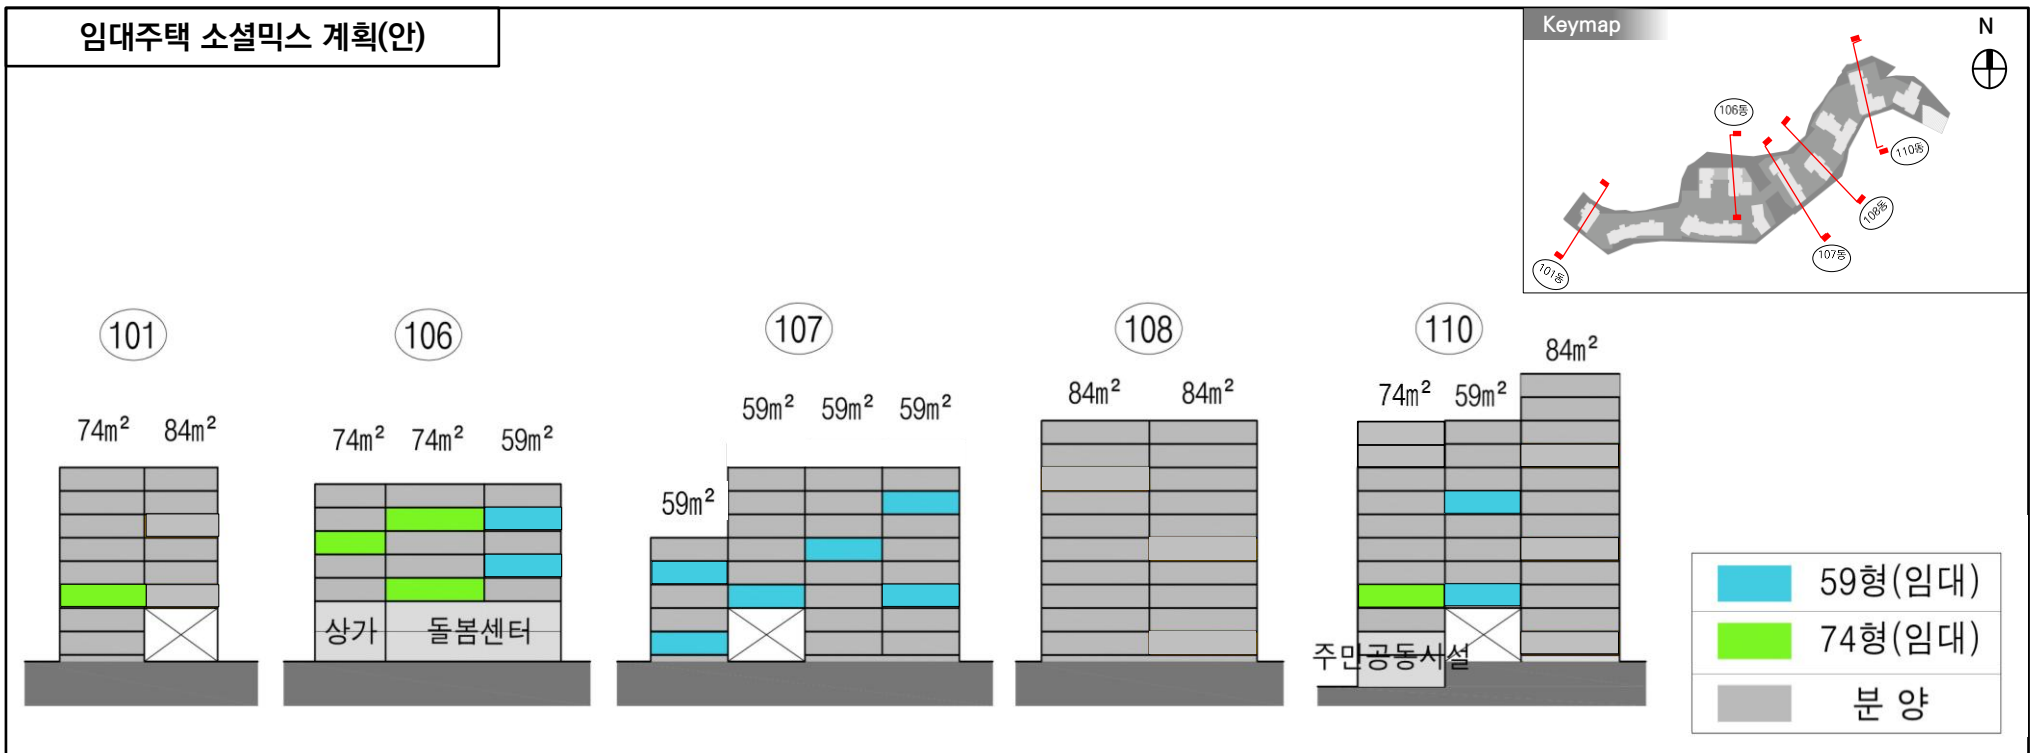 임대주택 소셜믹스 계획(안)
Keymap
N
106동
110동
108동
107동
101동
101
106
107
108
110
74m²
84m²
74m²
74m²
59m²
59m²
59m²
59m²
59m²
84m²
84m²
74m²
59m²
84m²
상가
돌봄센터
주민공동시설
59형(임대)
74형(임대)
분 양